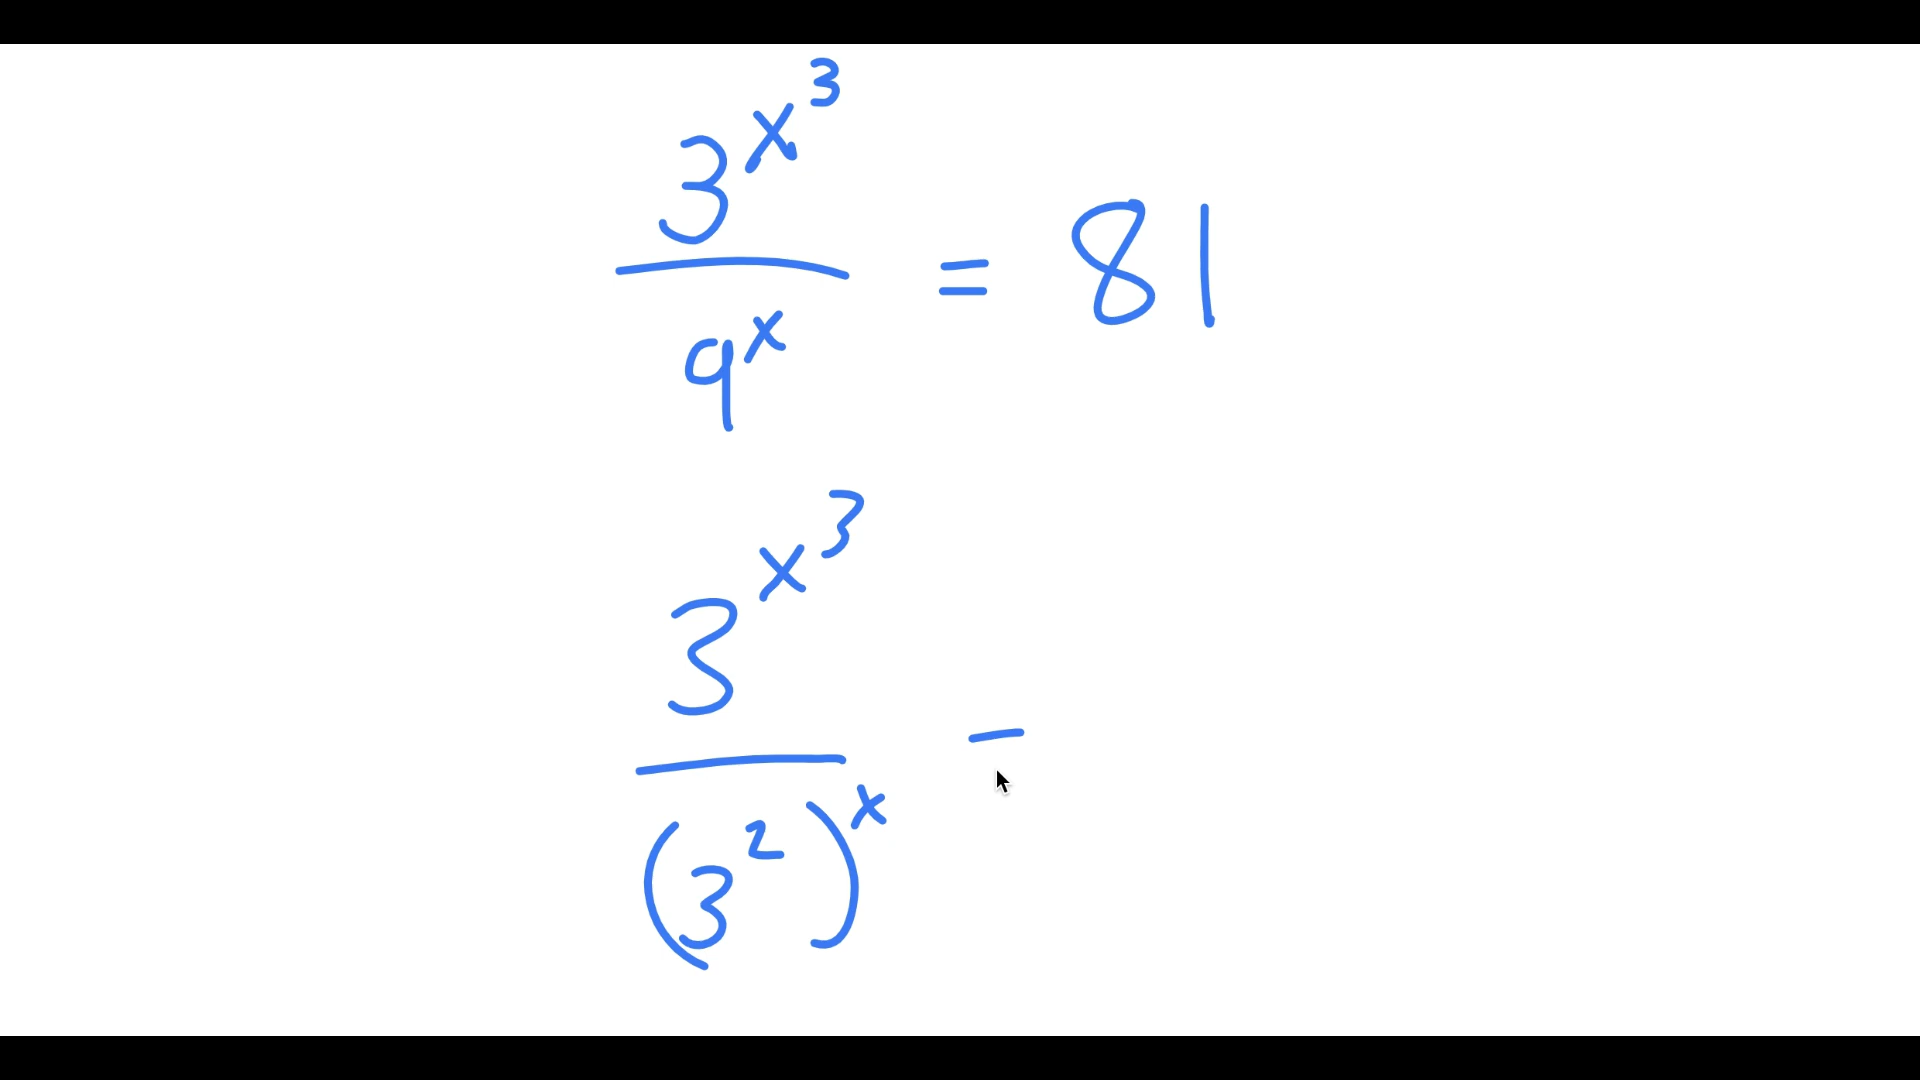 3^x^3
/ 9^x = 81
3^x^3
/ (3^2)^x –